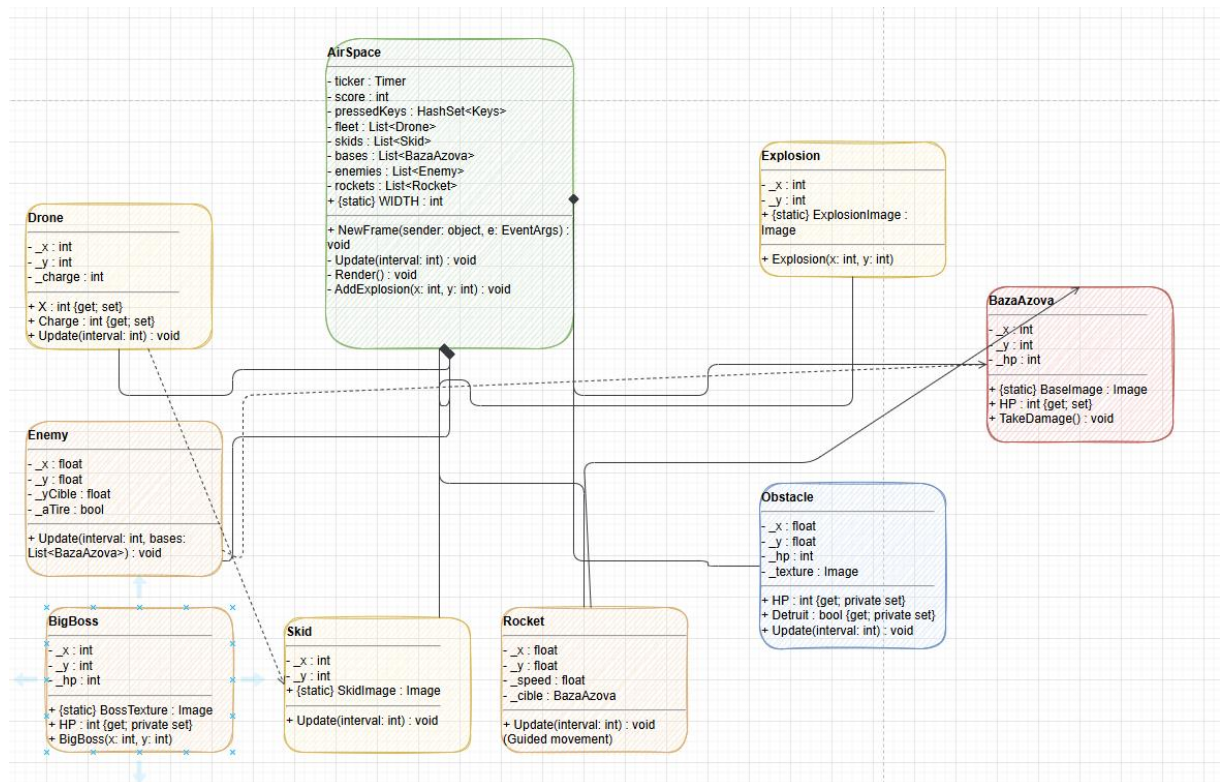 AirSpace
- ticker : Timer
- score : int
- pressedKeys : HashSet<Keys>
- fleet : List<Drone>
- skids : List<Skid>
- bases : List<BazaAzova>
- enemies : List<Enemy>
- rockets : List<Rocket>
+ {static} WIDTH : int
+ NewFrame(sender: object, e: EventArgs) :
void
- Update(interval: int) : void
- Render() : void
- AddExplosion(x: int, y: int) : void
Explosion
- _x : int
- _y : int
+ {static} ExplosionImage :
Image
+ Explosion(x: int, y: int)
Drone
- _x : int
- _y : int
- _charge : int
+ X : int {get; set}
+ Charge : int {get; set}
+ Update(interval: int) : void
BazaAzova
- _x : int
- _y : int
- _hp : int
+ {static} BaseImage : Image
+ HP : int {get; set}
+ TakeDamage() : void
Enemy
- _x : float
- _y : float
- _yCible : float
- _aTire : bool
+ Update(interval: int, bases:
List<BazaAzova>) : void
Obstacle
- _x : float
- _y : float
- _hp : int
- _texture : Image
+ HP : int {get; private set}
+ Detruit : bool {get; private set}
+ Update(interval: int) : void
BigBoss
- _x : int
- _y : int
- _hp : int
+ {static} BossTexture : Image
+ HP : int {get; private set}
+ BigBoss(x: int, y: int)
Skid
- _x : int
- _y : int
+ {static} SkidImage : Image
+ Update(interval: int) : void
Rocket
- _x : float
- _y : float
- _speed : float
- _cible : BazaAzova
+ Update(interval: int) : void
(Guided movement)